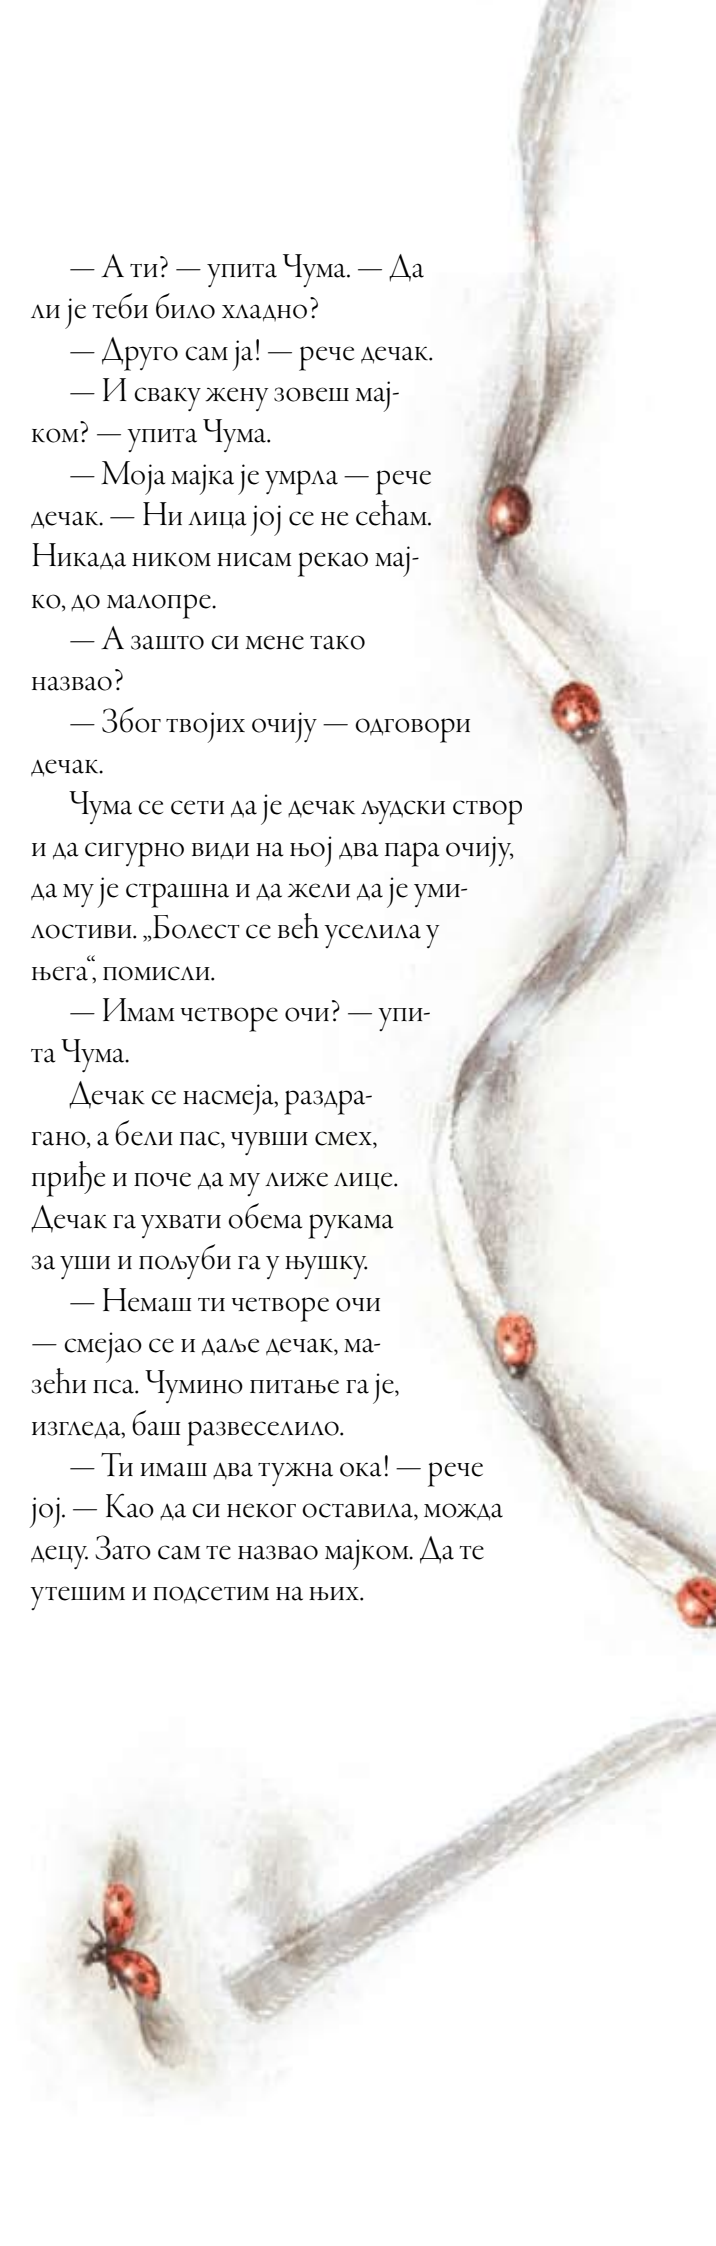 — А ти? — упита Чума. — Да
ли је теби било хладно?
— Друго сам ја! — рече дечак.
— И сваку жену зовеш мај-
ком? — упита Чума.
— Моја мајка је умрла — рече
дечак. — Ни лица јој се не сећам.
Никада ником нисам рекао мај-
ко, до малопре.
— А зашто си мене тако
назвао?
— Због твојих очију — одговори
дечак.
Чума се сети да је дечак људски створ
и да сигурно види на њој два пара очију,
да му је страшна и да жели да је уми-
лостиви. „Болест се већ уселила у
њега“, помисли.
— Имам четворе очи? — упи-
та Чума.
Дечак се насмеја, раздра-
гано, а бели пас, чувши смех,
приђе и поче да му лиже лице.
Дечак га ухвати обема рукама
за уши и пољуби га у њушку.
— Немаш ти четворе очи
— смејао се и даље дечак, ма-
зећи пса. Чумино питање га је,
изгледа, баш развеселило.
— Ти имаш два тужна ока! — рече
јој. — Као да си неког оставила, можда
децу. Зато сам те назвао мајком. Да те
утешим и подсетим на њих.